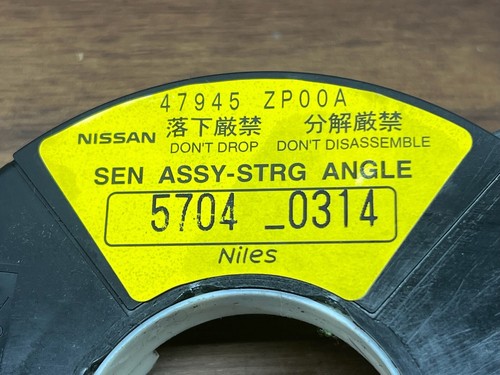 47945 ZP00A
NISSAN 落下厳禁 分解厳禁
DON'T DROP DON'T DISASSEMBLE
SEN ASSY-STRG ANGLE
5704 _0314
Niles